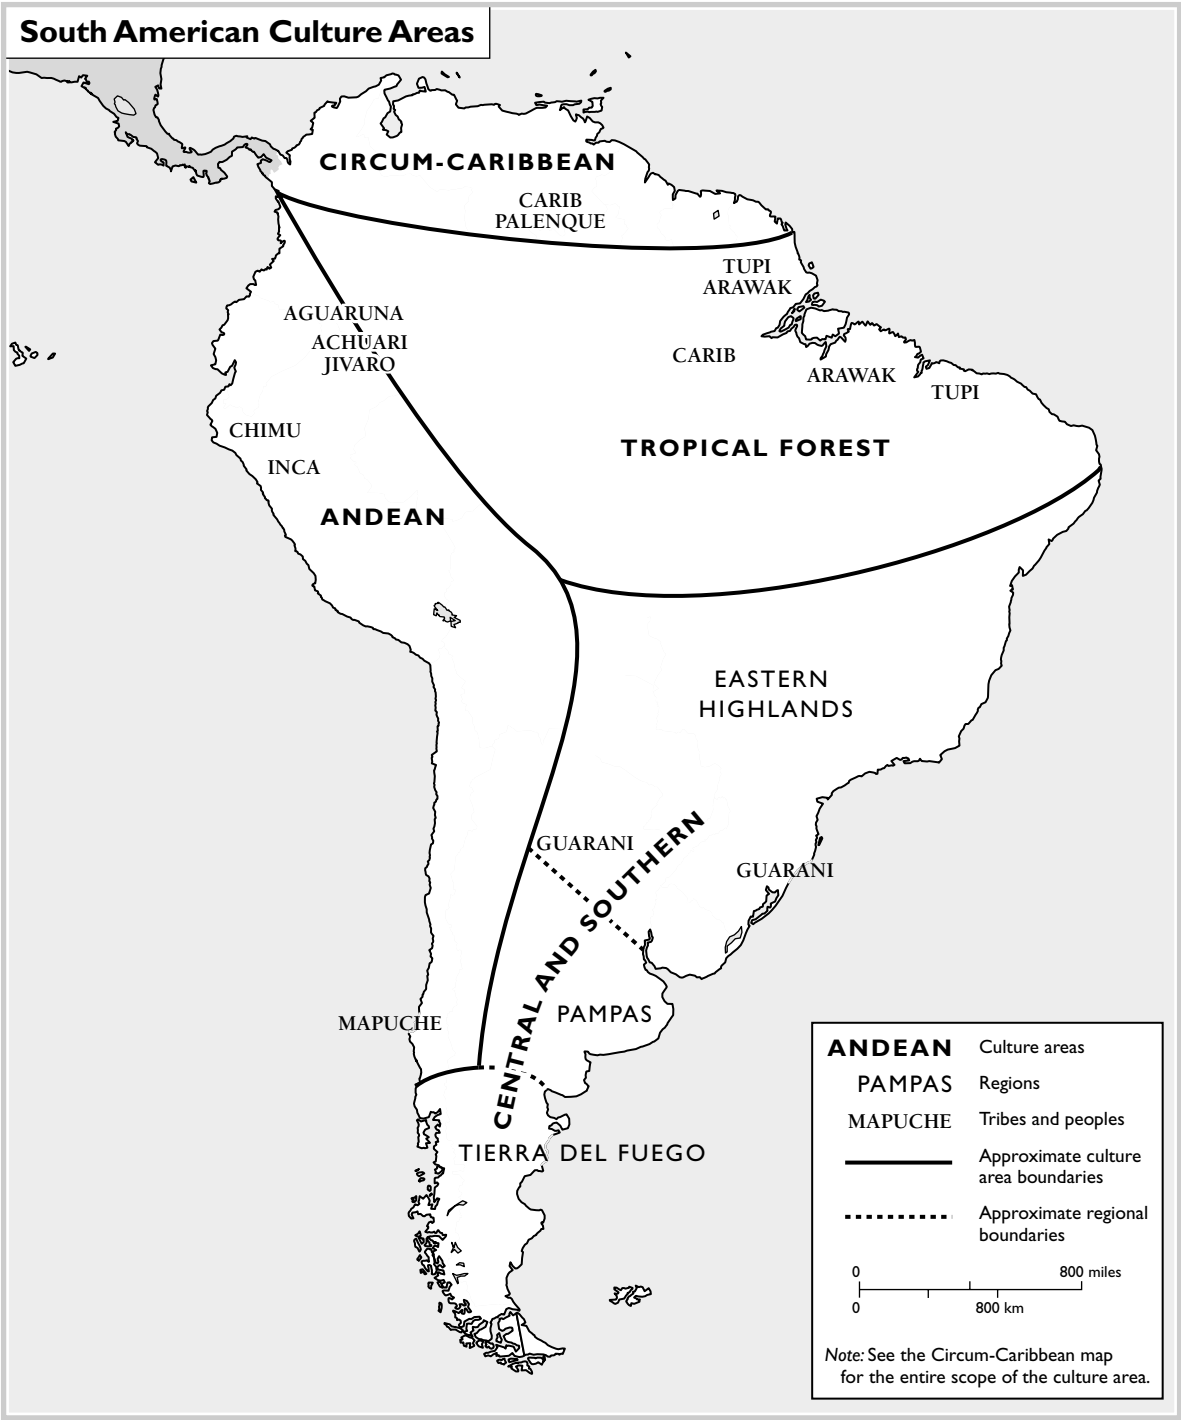 South American Culture Areas
CIRCUM-CARIBBEAN
CARIB
PALENQUE
TUPI
ARAWAK
AGUARUNA
ACHUARI
JIVARO
CARIB
ARAWAK
TUPI
CHIMU
INCA
TROPICAL FOREST
ANDEAN
EASTERN
HIGHLANDS
GUARANI
GUARANI
CENTRAL AND SOUTHERN
PAMPAS
MAPUCHE
TIERRA DEL FUEGO
ANDEAN Culture areas
PAMPAS Regions
MAPUCHE Tribes and peoples
Approximate culture
area boundaries
Approximate regional
boundaries
0 800 miles
0 800 km
Note: See the Circum-Caribbean map
for the entire scope of the culture area.